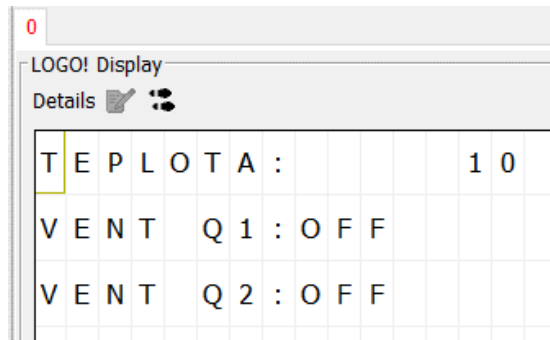 0
LOGO! Display
Details
TEPLOTA:     10
VENT Q1:OFF
VENT Q2:OFF